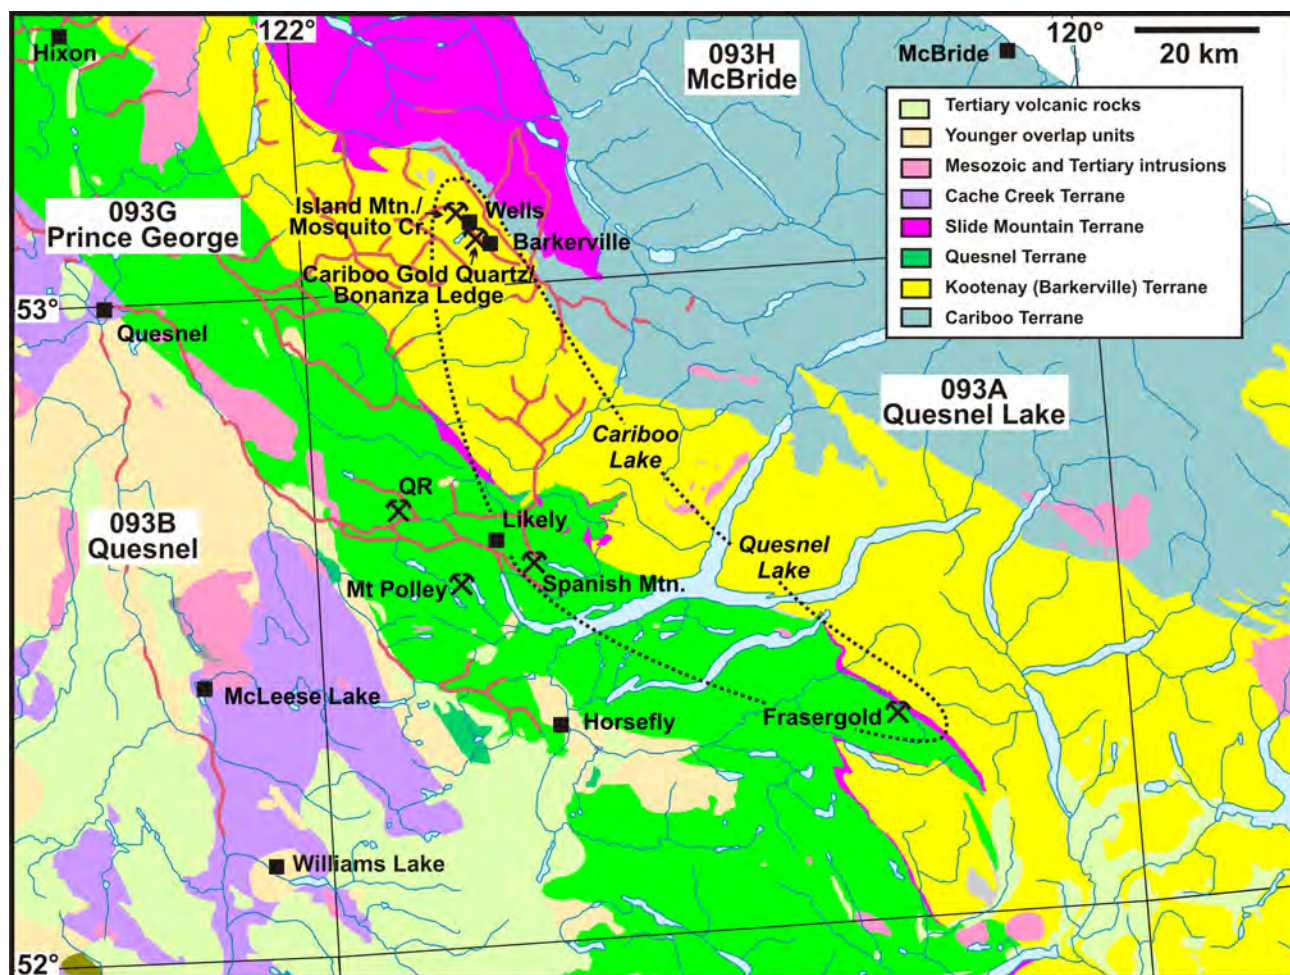 Hixon
122°
093H
McBride
McBride
120°
20 km
Tertiary volcanic rocks
Younger overlap units
Mesozoic and Tertiary intrusions
Cache Creek Terrane
Slide Mountain Terrane
Quesnel Terrane
Kootenay (Barkerville) Terrane
Cariboo Terrane
093G
Prince George
Island Mtn./
Mosquito Cr.
Wells
Barkerville
Cariboo Gold Quartz/
Bonanza Ledge
53°
Quesnel
093A
Quesnel Lake
Cariboo
Lake
QR
093B
Quesnel
Likely
Quesnel
Lake
Mt Polley
Spanish Mtn.
McLeese Lake
Horsefly
Frasergold
Williams Lake
52°